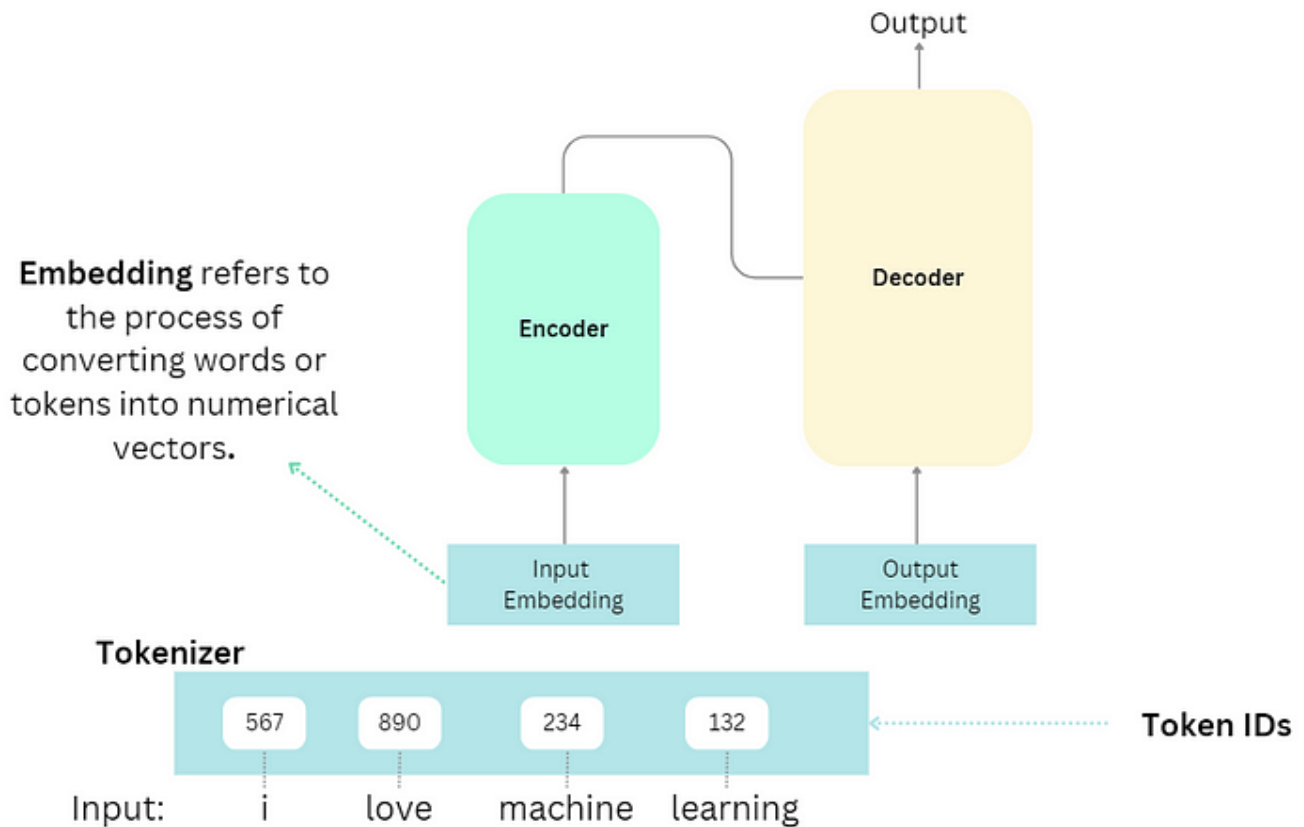 Output
Decoder
Encoder
Embedding refers to
the process of
converting words or
tokens into numerical
vectors.
Input
Embedding
Output
Embedding
Tokenizer
567 890 234 132
Token IDs
Input: i love machine learning